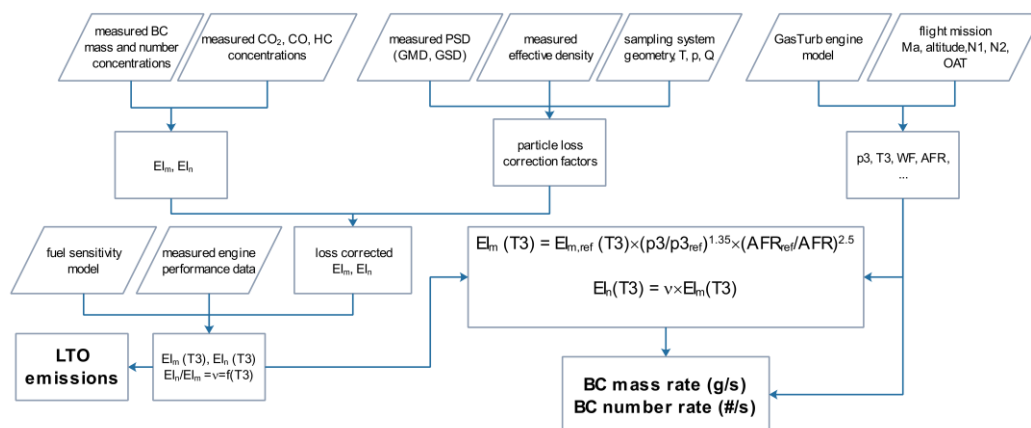 measured BC
mass and number
concentrations
measured CO₂, CO, HC
concentrations
measured PSD
(GMD, GSD)
measured
effective density
sampling system
geometry, T, p, Q
GasTurb engine
model
flight mission
Ma, altitude,N1, N2,
OAT
EIₘ, EIₙ
particle loss
correction factors
p3, T3, WF, AFR,
...
fuel sensitivity
model
measured engine
performance data
loss corrected
EIₘ, EIₙ
EIₘ (T3) = EIₘ,ref (T3)×(p3/p3ref)^1.35×(AFRref/AFR)^2.5
EIₙ(T3) = ν×EIₘ(T3)
LTO
emissions
EIₘ (T3), EIₙ (T3)
EIₙ/EIₘ =ν=f(T3)
BC mass rate (g/s)
BC number rate (#/s)